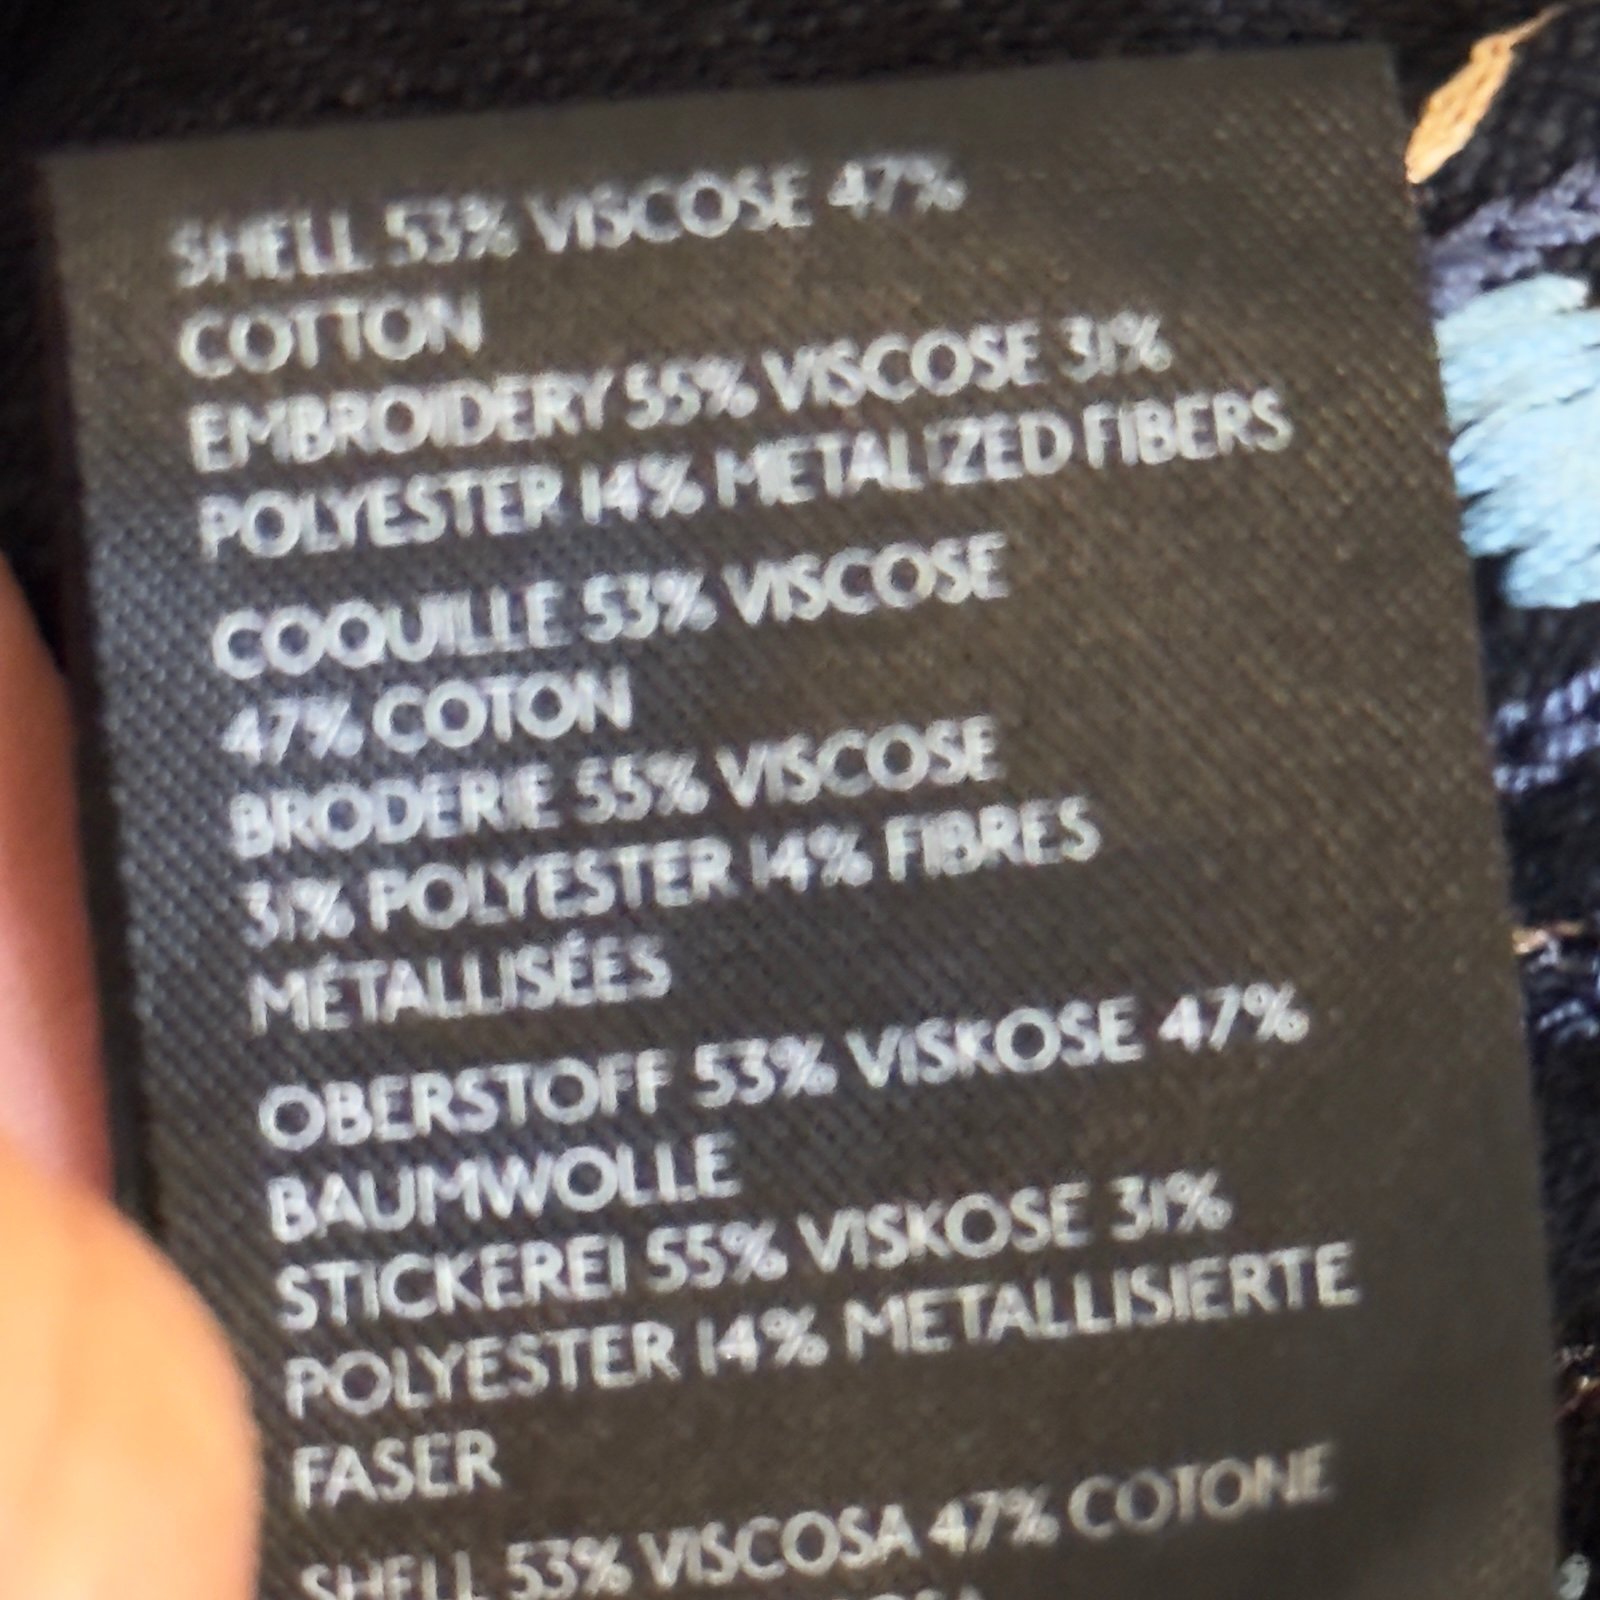 SHELL 53% VISCOSE 47%
COTTON
EMBROIDERY 55% VISCOSE 31%
POLYESTER 14% METALIZED FIBERS
COQUILLE 53% VISCOSE
47% COTON
BRODERIE 55% VISCOSE
31% POLYESTER 14% FIBRES
MÉTALLISÉES
OBERSTOFF 53% VISKOSE 47%
BAUMWOLLE
STICKEREI 55% VISKOSE 31%
POLYESTER 14% METALLISIERTE
FASER
SHELL 53% VISCOSA 47% COTONE